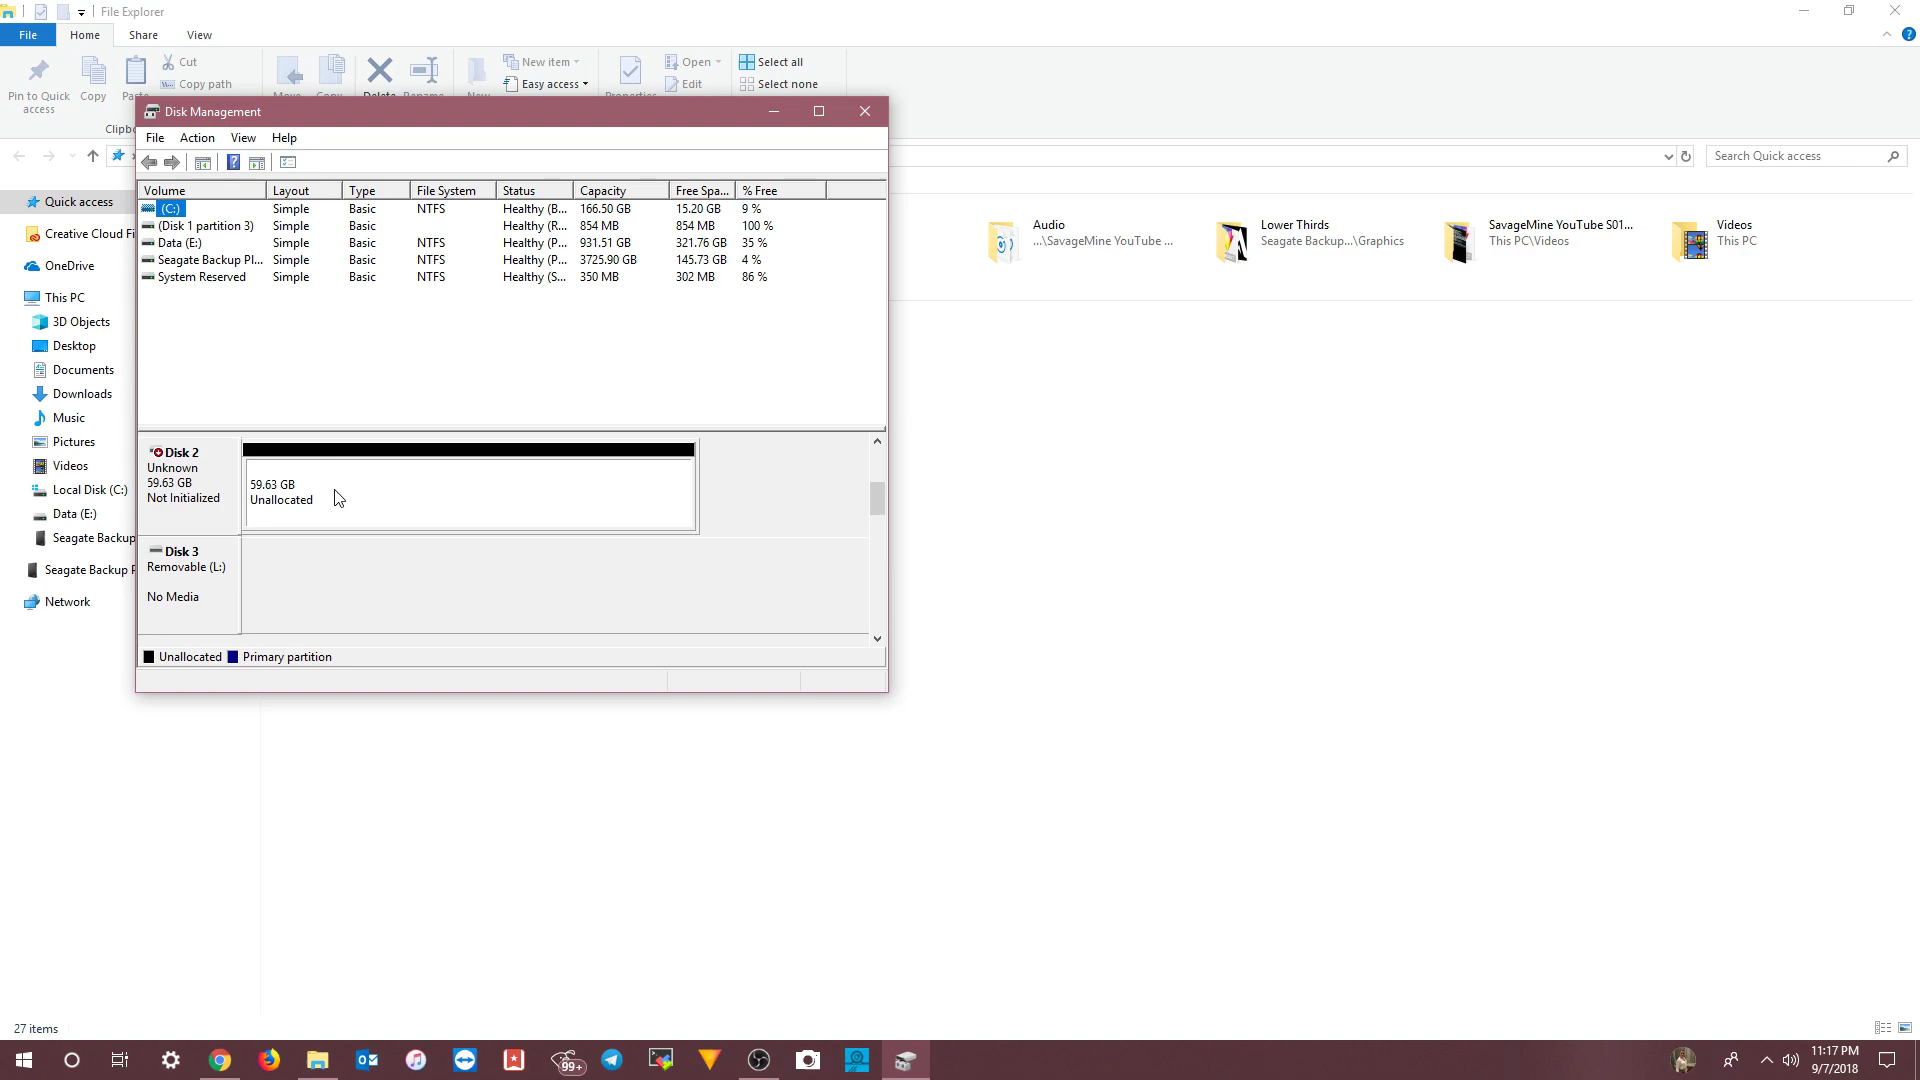 File Explorer
File Home Share View
Pin to Quick access
Copy
Cut
Copy path
New item
Easy access
Open
Edit
Select all
Select none
Disk Management
File Action View Help
Search Quick access
Volume Layout Type File System Status Capacity Free Spa... % Free
(C:) Simple Basic NTFS Healthy (B... 166.50 GB 15.20 GB 9 %
(Disk 1 partition 3) Simple Basic Healthy (R... 854 MB 854 MB 100 %
Data (E:) Simple Basic NTFS Healthy (P... 931.51 GB 321.76 GB 35 %
Seagate Backup Pl... Simple Basic NTFS Healthy (P... 3725.90 GB 145.73 GB 4 %
System Reserved Simple Basic NTFS Healthy (S... 350 MB 302 MB 86 %
Quick access
Creative Cloud Fi
OneDrive
This PC
3D Objects
Desktop
Documents
Downloads
Music
Pictures
Videos
Local Disk (C:)
Data (E:)
Seagate Backup
Seagate Backup P
Network
Audio
...\SavageMine YouTube ...
Lower Thirds
Seagate Backup...\Graphics
SavageMine YouTube S01...
This PC\Videos
Videos
This PC
Disk 2
Unknown
59.63 GB
Not Initialized
59.63 GB
Unallocated
Disk 3
Removable (L:)
No Media
Unallocated Primary partition
27 items
99+
11:17 PM
9/7/2018